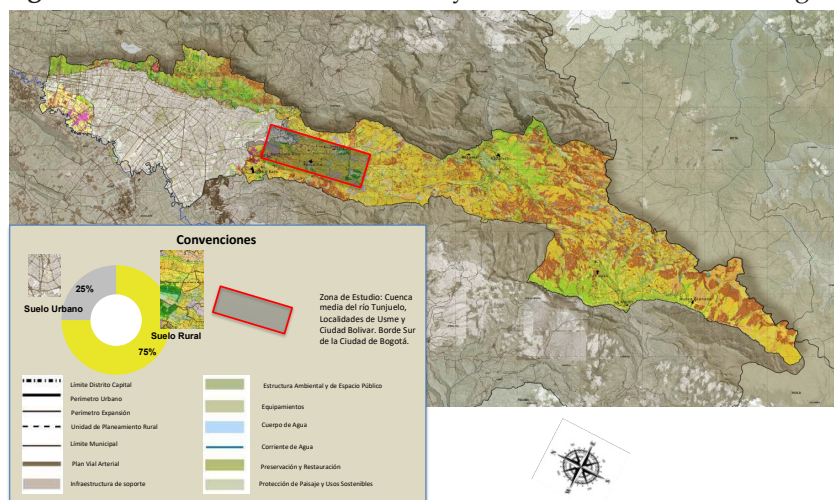 Convenciones
25%
Suelo Urbano
Suelo Rural
75%
Zona de Estudio: Cuenca
media del río Tunjuelo,
Localidades de Usme y
Ciudad Bolivar. Borde Sur
de la Ciudad de Bogotá.
Límite Distrito Capital
Perímetro Urbano
Perímetro Expansión
Unidad de Planeamiento Rural
Límite Municipal
Plan Vial Arterial
Infraestructura de soporte
Estructura Ambiental y de Espacio Público
Equipamientos
Cuerpo de Agua
Corriente de Agua
Preservación y Restauración
Protección de Paisaje y Usos Sostenibles